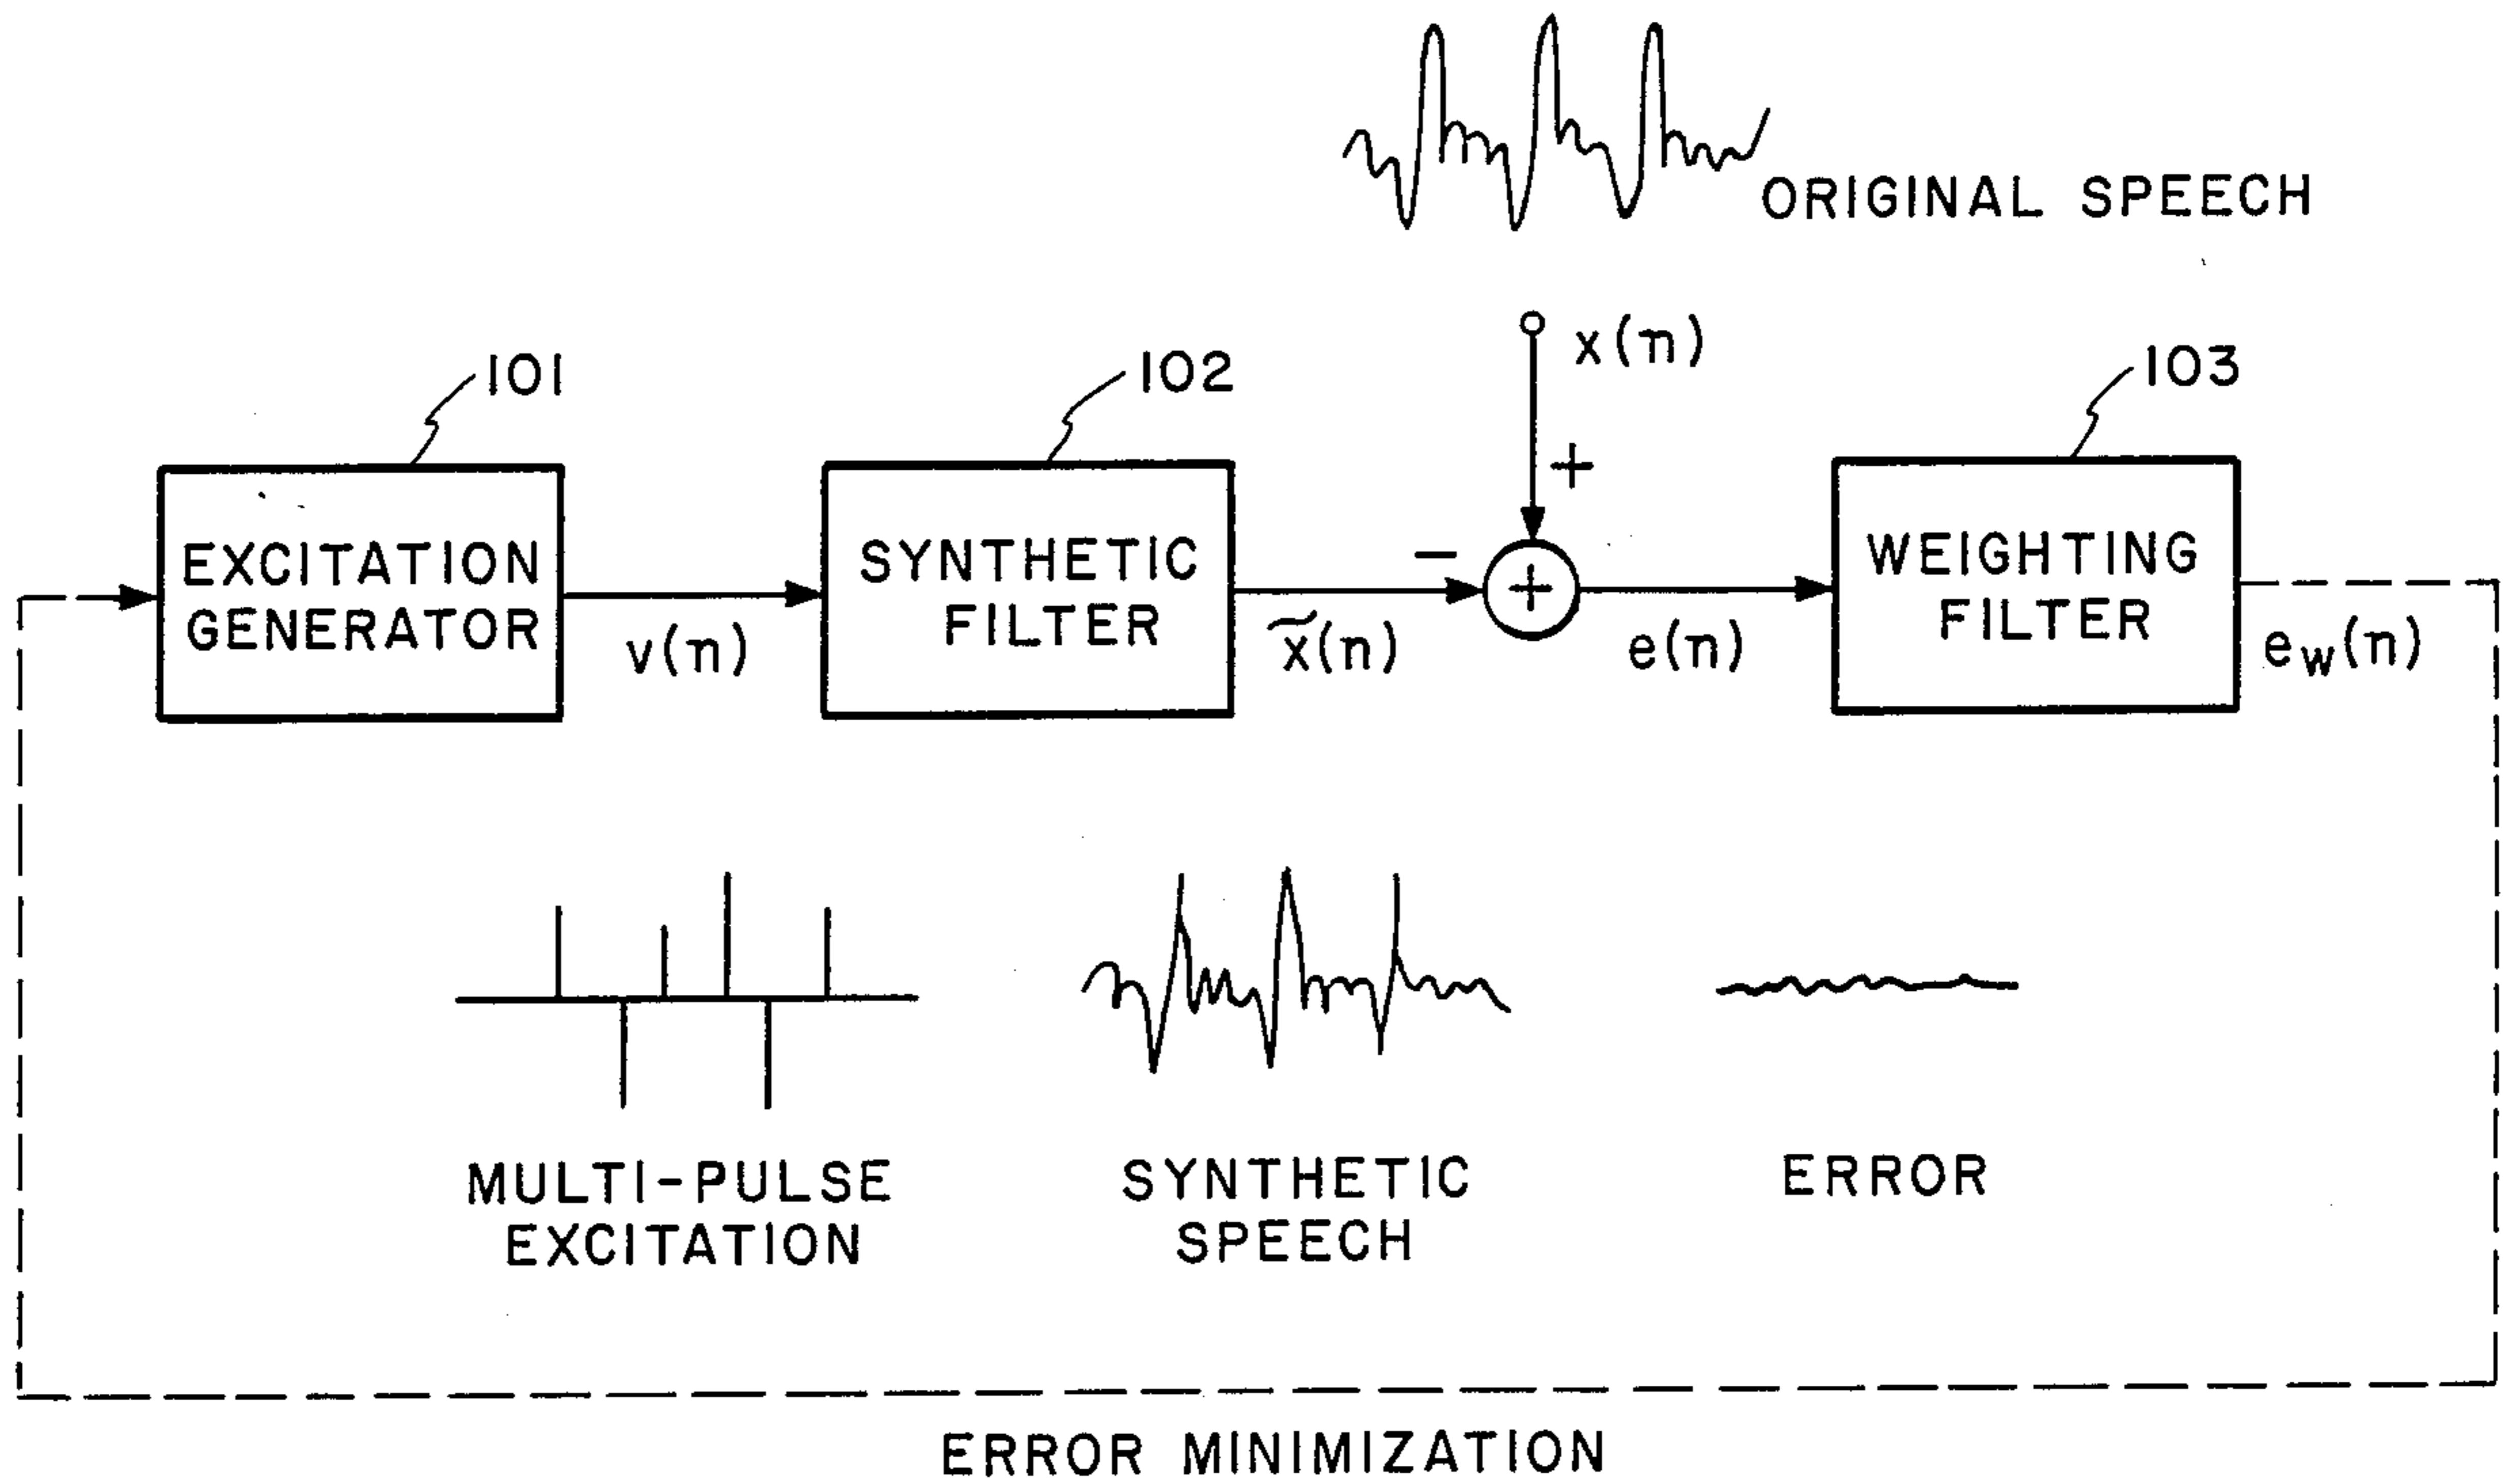 ORIGINAL SPEECH
x(n)
101
102
103
+
EXCITATION
GENERATOR
SYNTHETIC
FILTER
−
+
WEIGHTING
FILTER
v(n)
x̃(n)
e(n)
e_w(n)
MULTI-PULSE
EXCITATION
SYNTHETIC
SPEECH
ERROR
ERROR MINIMIZATION